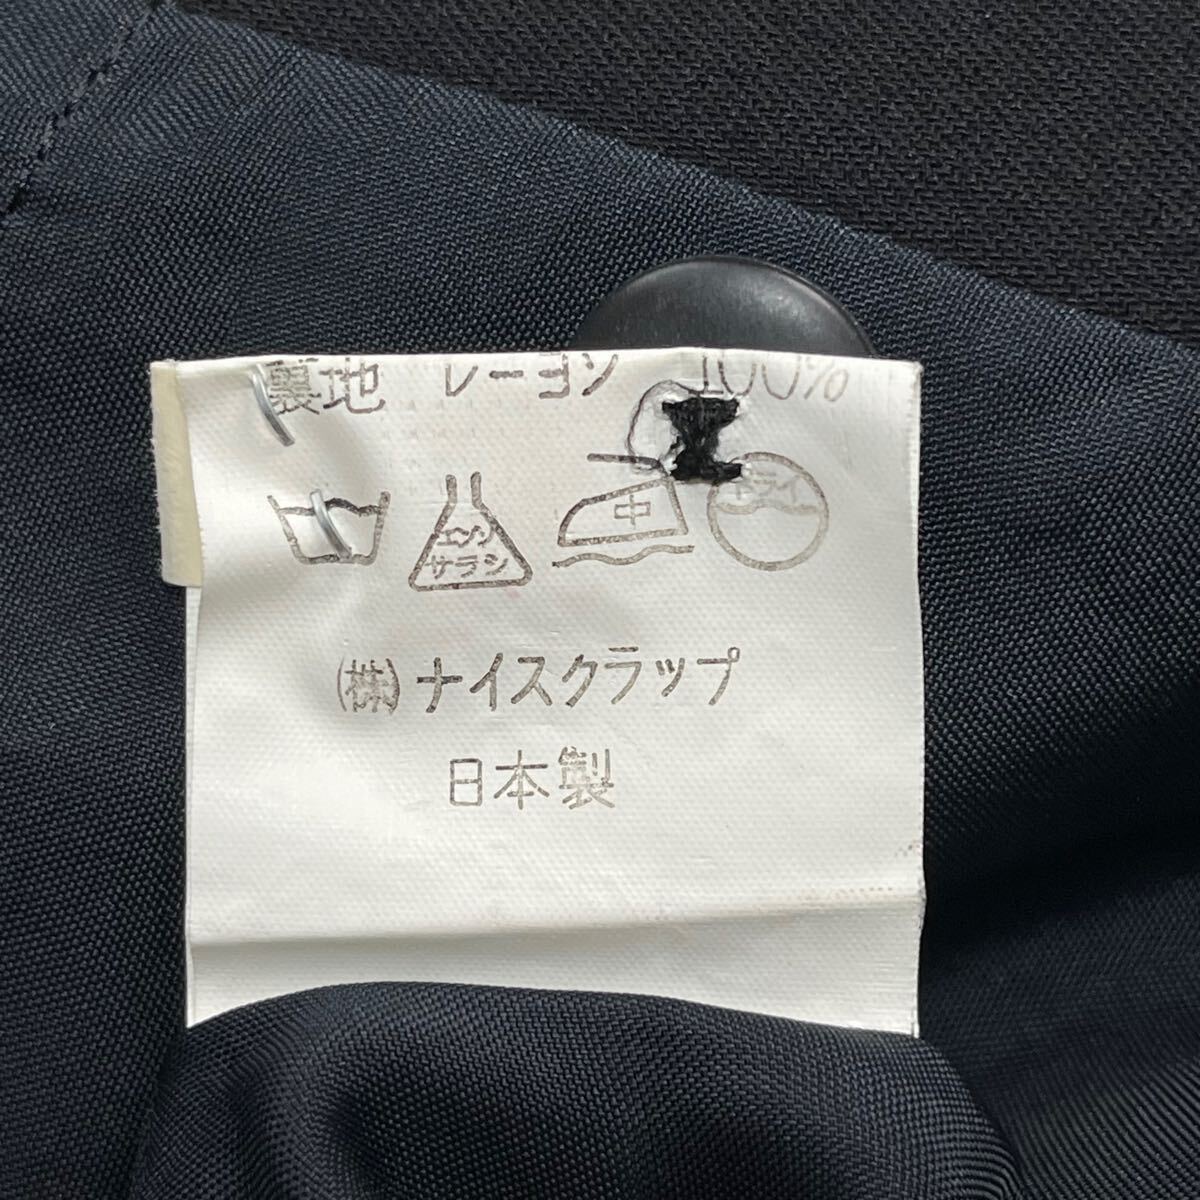 裏地 レーヨン 100%
エンソ
サラシ
中
ドライ
㈱ナイスクラップ
日本製